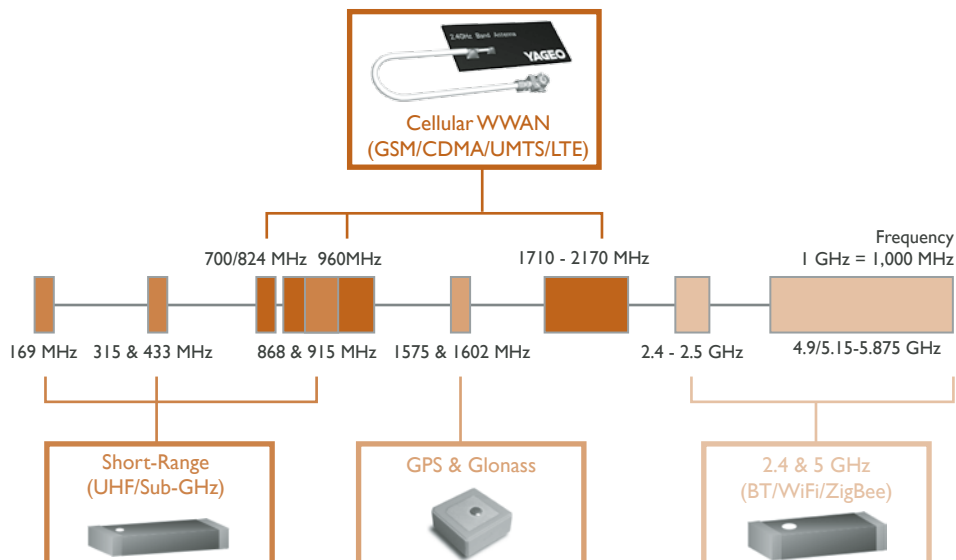 2.4GHz Band Antenna
YAGEO
Cellular WWAN
(GSM/CDMA/UMTS/LTE)
Frequency
700/824 MHz 960MHz
1710 - 2170 MHz
1 GHz = 1,000 MHz
169 MHz
315 & 433 MHz
868 & 915 MHz
1575 & 1602 MHz
2.4 - 2.5 GHz
4.9/5.15-5.875 GHz
Short-Range
(UHF/Sub-GHz)
GPS & Glonass
2.4 & 5 GHz
(BT/WiFi/ZigBee)